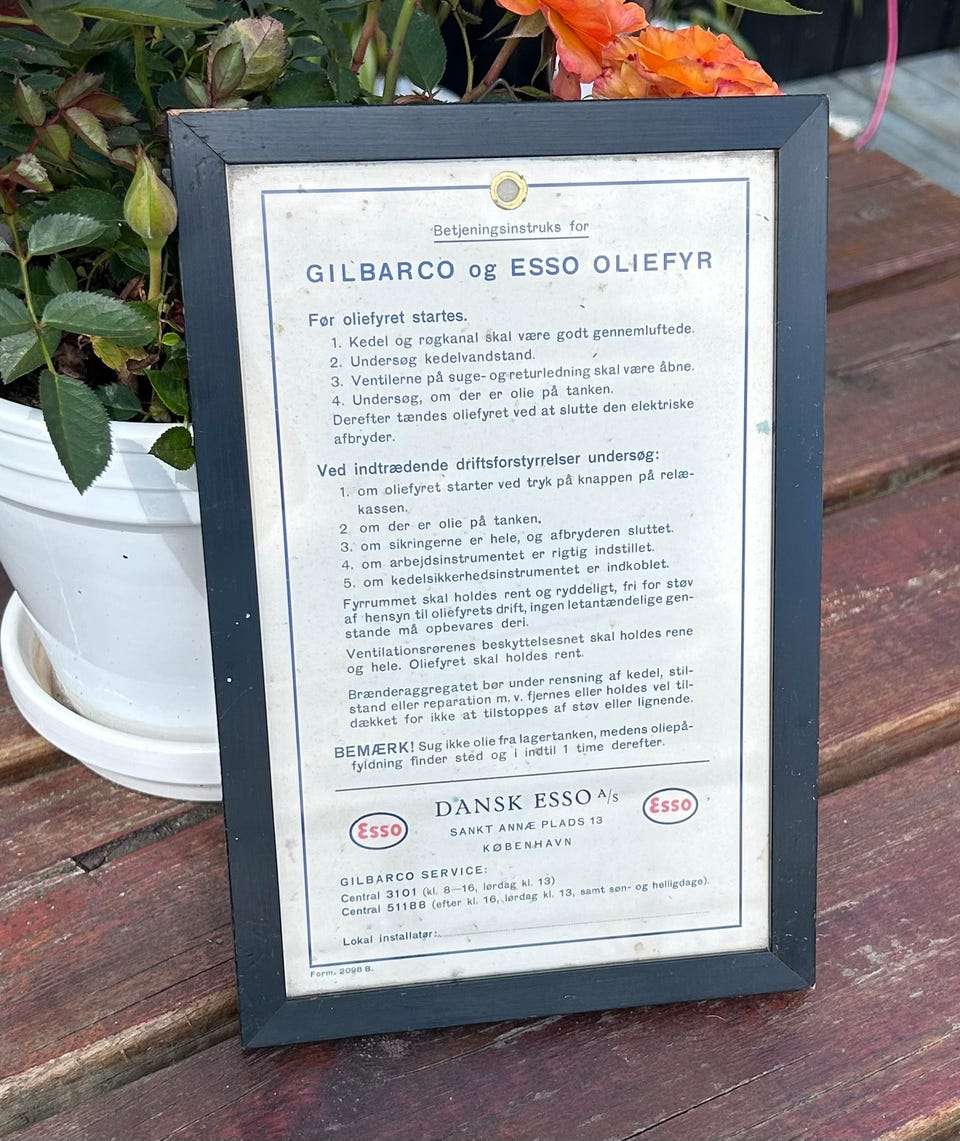 Betjeningsinstruks for
GILBARCO og ESSO OLIEFYR
Før oliefyret startes.
1. Kedel og røgkanal skal være godt gennemluftede.
2. Undersøg kedelvandstand.
3. Ventilerne på suge- og returledning skal være åbne.
4. Undersøg, om der er olie på tanken.
Derefter tændes oliefyret ved at slutte den elektriske
afbryder.
Ved indtrædende driftsforstyrrelser undersøg:
1. om oliefyret starter ved tryk på knappen på relæ-
kassen.
2 om der er olie på tanken.
3. om sikringerne er hele, og afbryderen sluttet.
4. om arbejdsinstrumentet er rigtig indstillet.
5. om kedelsikkerhedsinstrumentet er indkoblet.
Fyrrummet skal holdes rent og ryddeligt, fri for støv
af hensyn til oliefyrets drift, ingen letantændelige gen-
stande må opbevares deri.
Ventilationsrørenes beskyttelsesnet skal holdes rene
og hele. Oliefyret skal holdes rent.
Brænderaggregatet bør under rensning af kedel, stil-
stand eller reparation m. v. fjernes eller holdes vel til-
dækket for ikke at tilstoppes af støv eller lignende.
BEMÆRK! Sug ikke olie fra lagertanken, medens oliepå-
fyldning finder sted og i indtil 1 time derefter.
Esso DANSK ESSO A/s Esso
SANKT ANNÆ PLADS 13
KØBENHAVN
GILBARCO SERVICE:
Central 3101 (kl. 8—16, lørdag kl. 13)
Central 51188 (efter kl. 16, lørdag kl. 13, samt søn- og helligdage).
Lokal installatør:
Form. 2098 B.